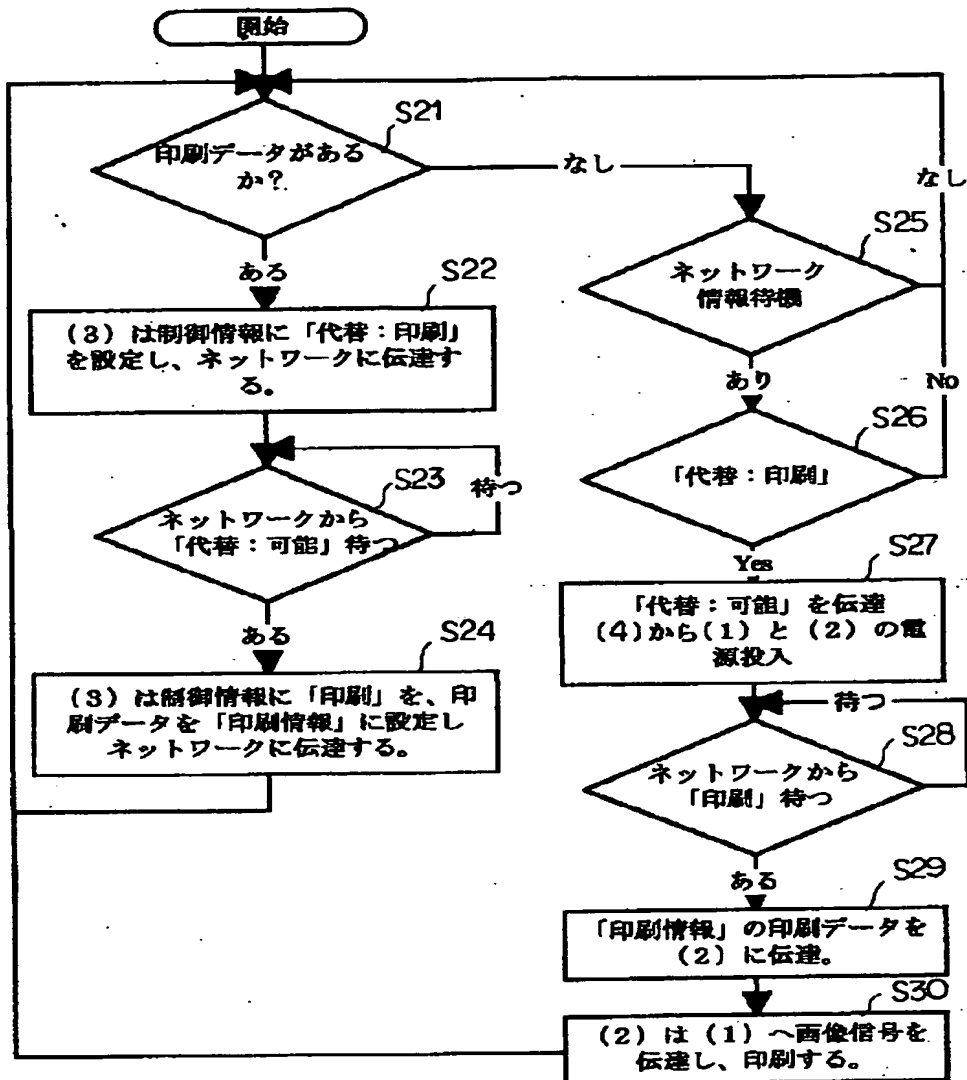 開始
S21
印刷データがある
か？
なし
なし
ある
S22
(3) は制御情報に「代替：印刷」
を設定し、ネットワークに伝達す
る。
S23
待つ
ネットワークから
「代替：可能」待つ
ある
S24
(3) は制御情報に「印刷」を、印
刷データを「印刷情報」に設定し
ネットワークに伝達する。
S25
ネットワーク
情報待機
あり
No
S26
「代替：印刷」
Yes
S27
「代替：可能」を伝達
(4)から(1) と (2) の電
源投入
待つ
S28
ネットワークから
「印刷」待つ
ある
S29
「印刷情報」の印刷データを
(2) に伝達。
S30
(2) は (1) へ画像信号を
伝達し、印刷する。